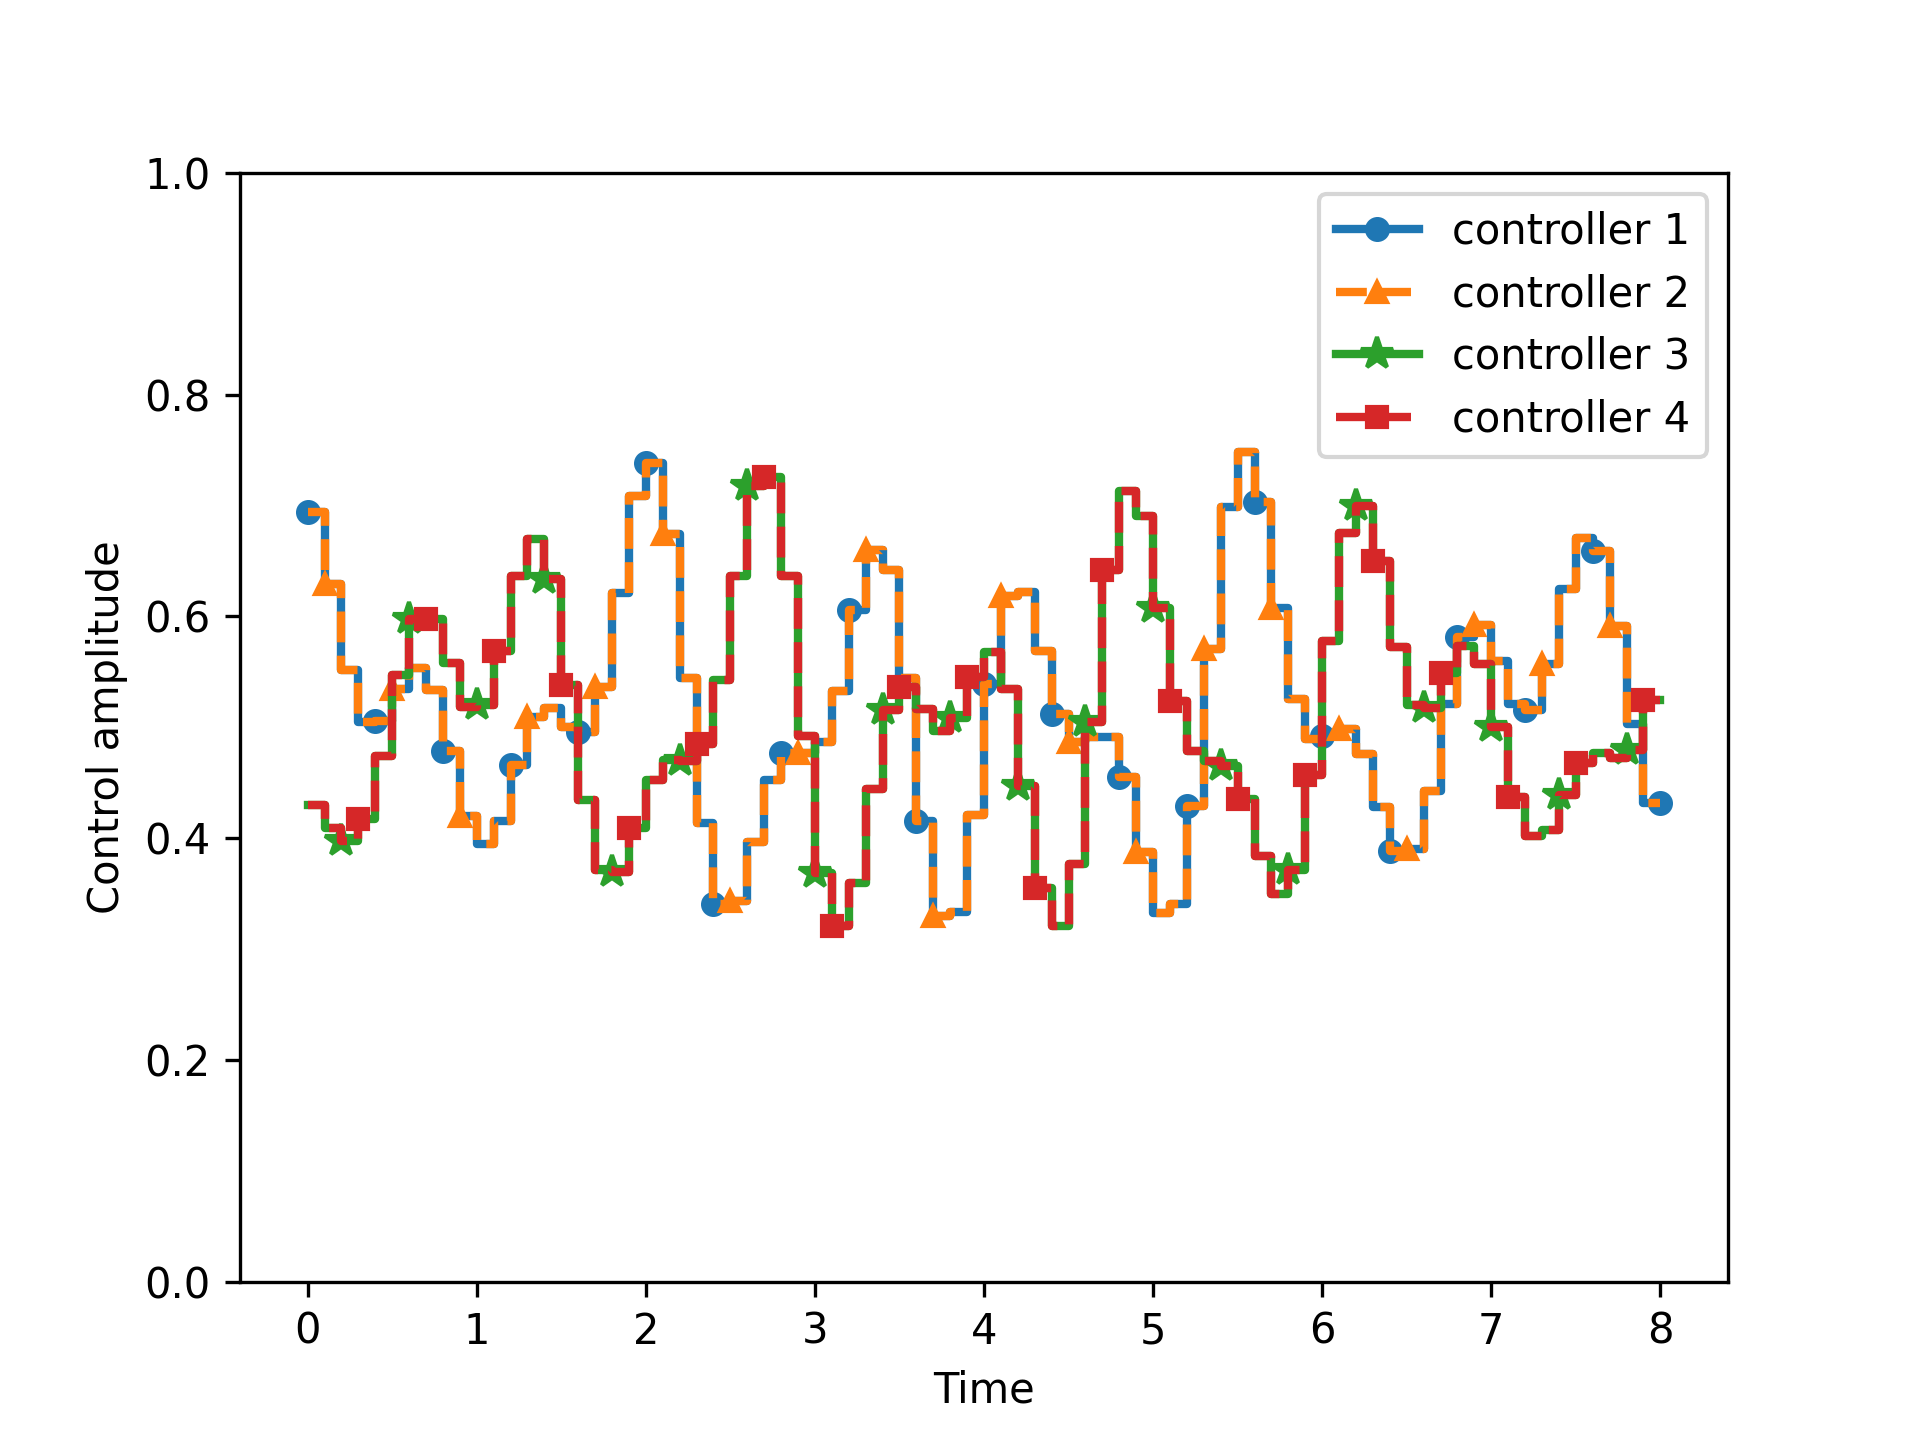 1.0
0.8
0.6
0.4
0.2
0.0
Control amplitude
controller 1
controller 2
controller 3
controller 4
0 1 2 3 4 5 6 7 8
Time